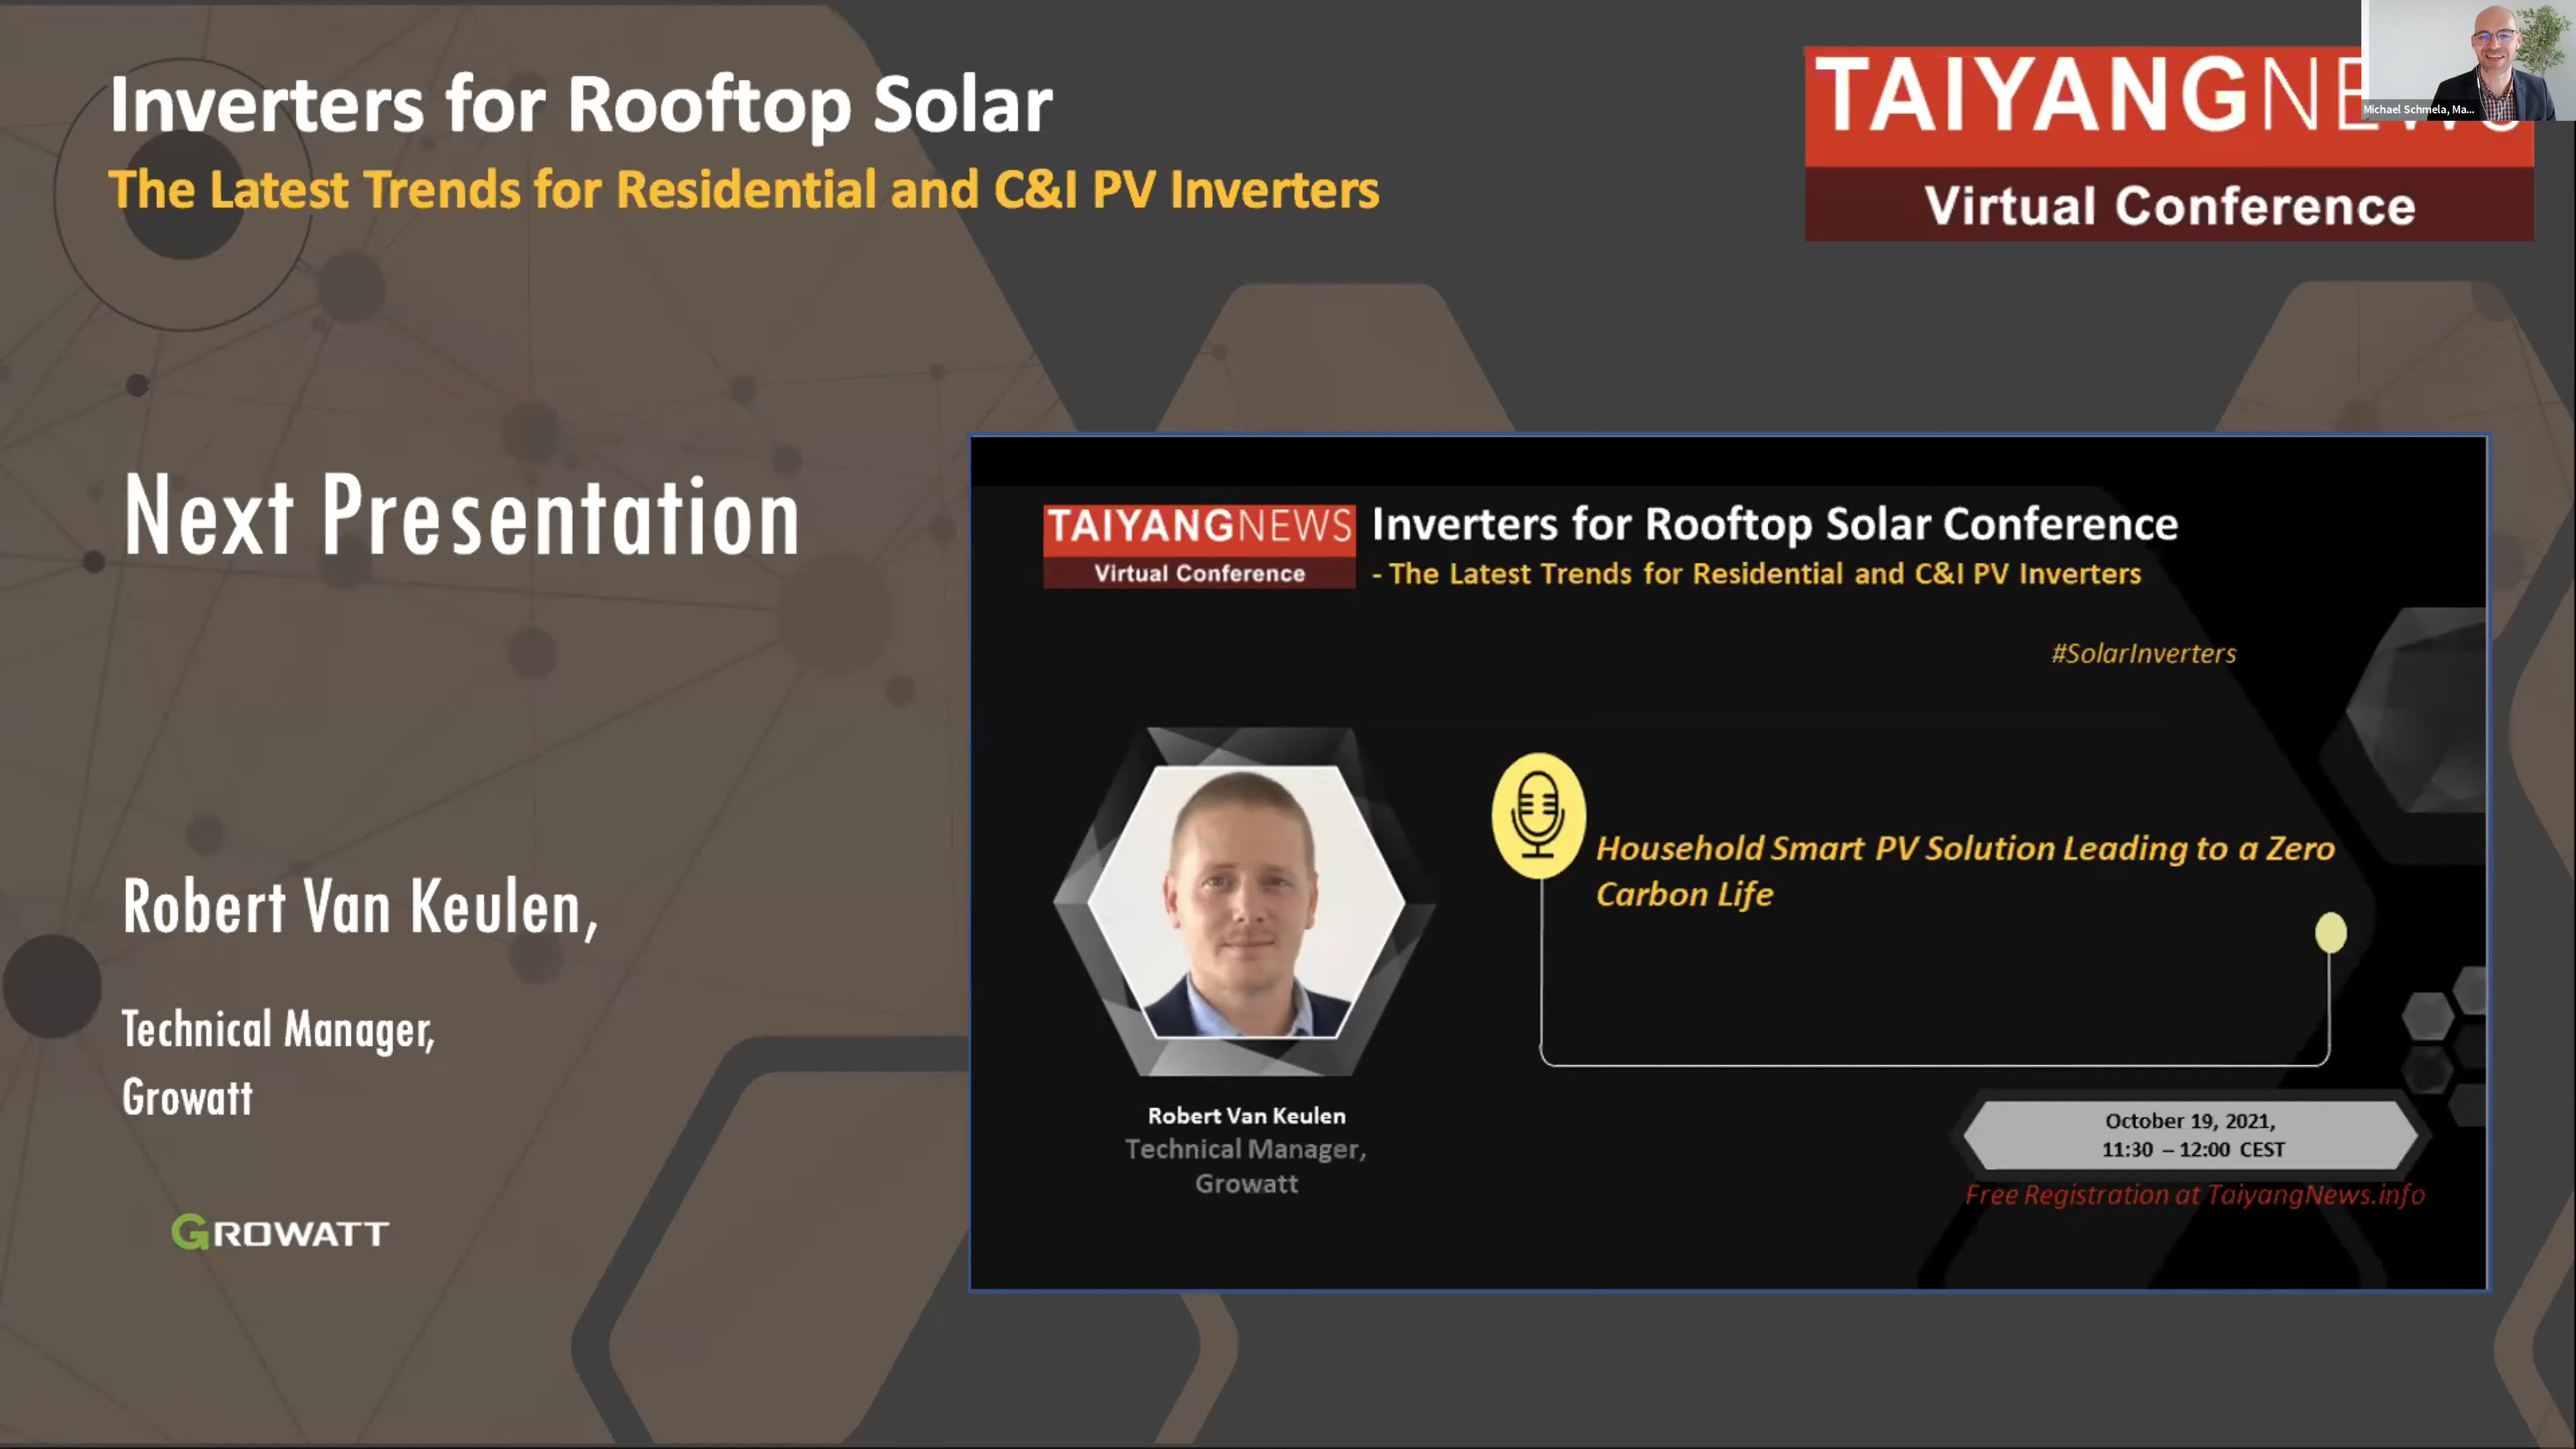 Inverters for Rooftop Solar
The Latest Trends for Residential and C&I PV Inverters
TAIYANGNEWS
Virtual Conference
Michael Schmela, Ma...
Next Presentation
Robert Van Keulen,
Technical Manager,
Growatt
GROWATT
TAIYANGNEWS
Virtual Conference
Inverters for Rooftop Solar Conference
- The Latest Trends for Residential and C&I PV Inverters
#SolarInverters
Household Smart PV Solution Leading to a Zero
Carbon Life
Robert Van Keulen
Technical Manager,
Growatt
October 19, 2021,
11:30 – 12:00 CEST
Free Registration at TaiyangNews.info